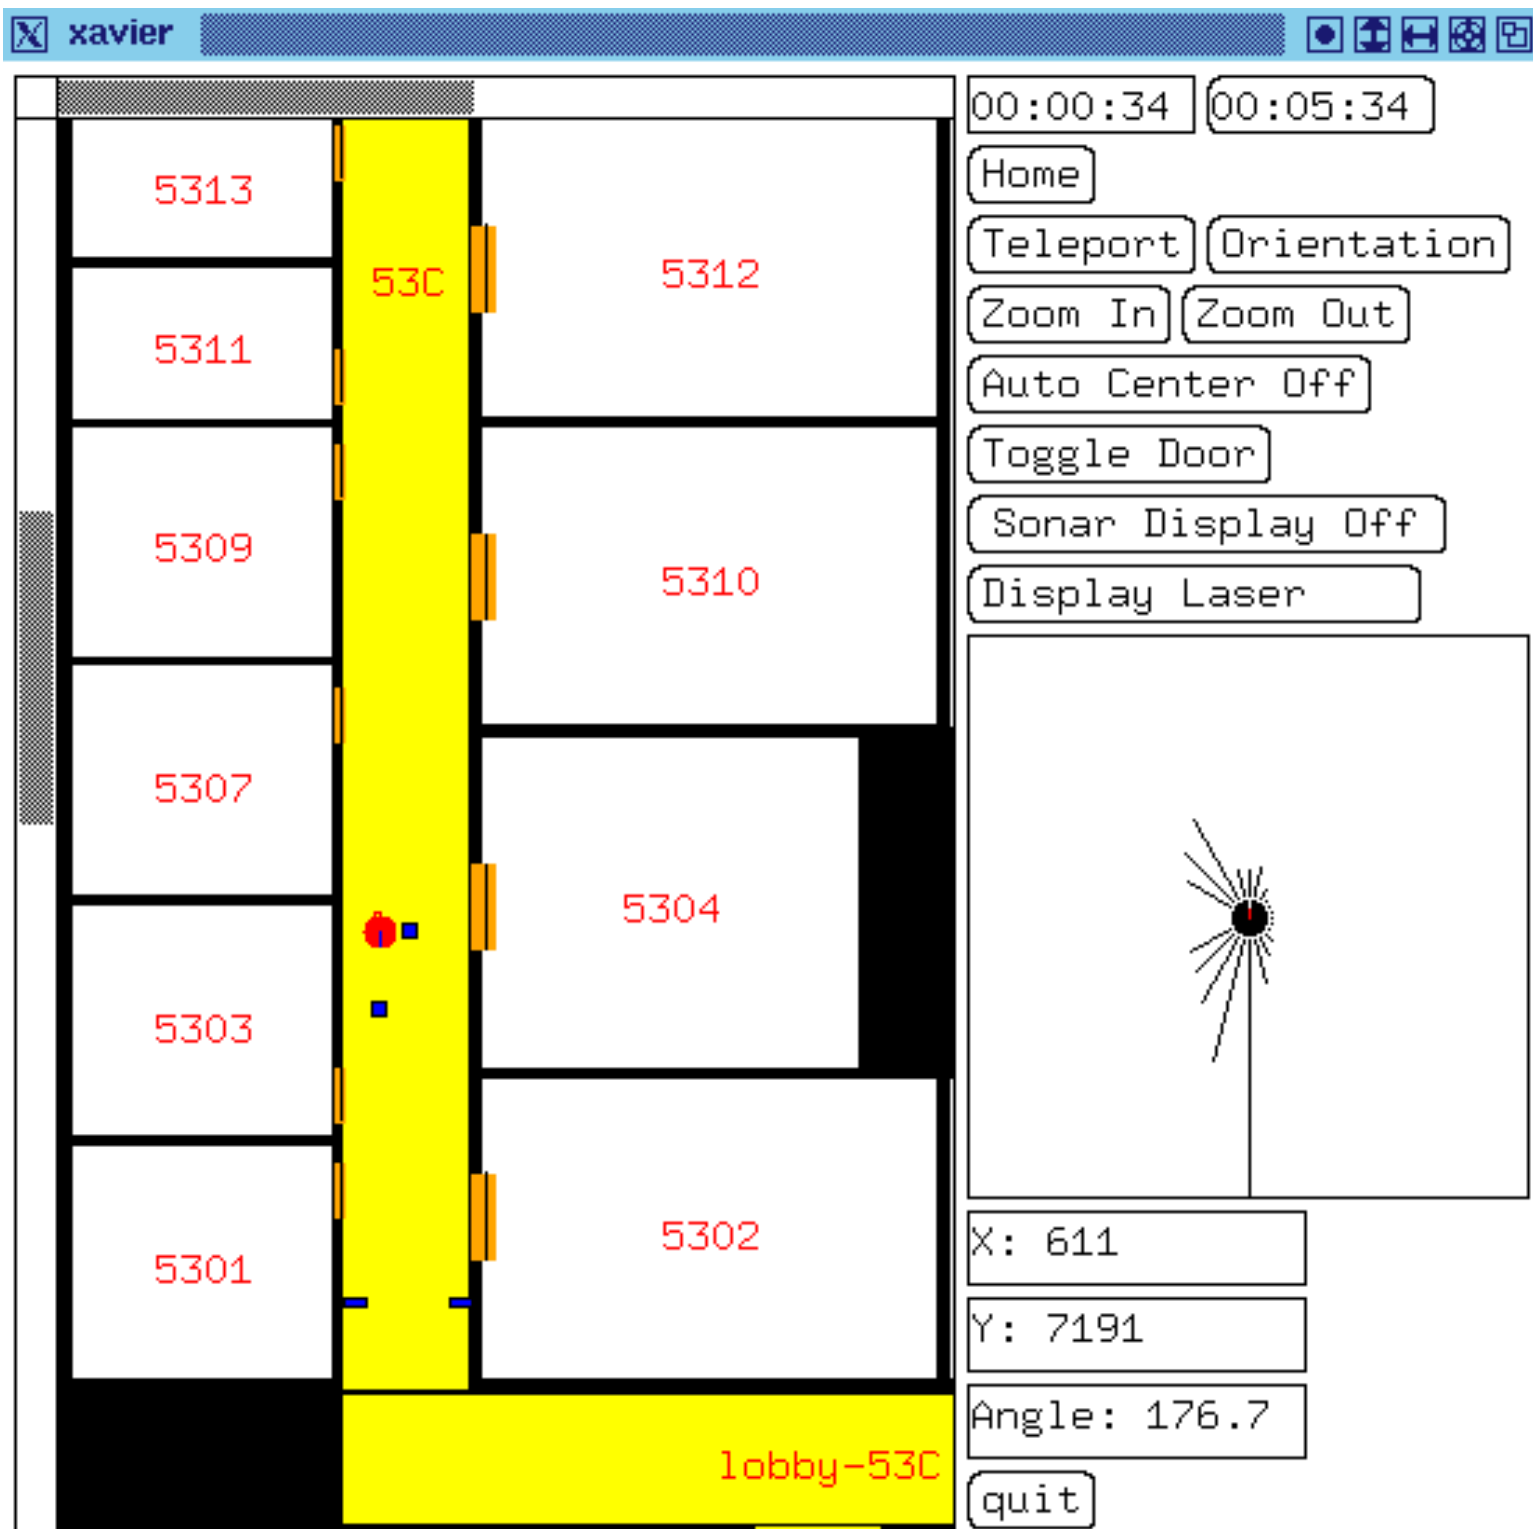 X xavier
00:00:34 00:05:34
Home
Teleport Orientation
Zoom In Zoom Out
Auto Center Off
Toggle Door
Sonar Display Off
Display Laser
X: 611
Y: 7191
Angle: 176.7
quit
5313
53C
5312
5311
5309
5310
5307
5304
5303
5302
5301
lobby-53C